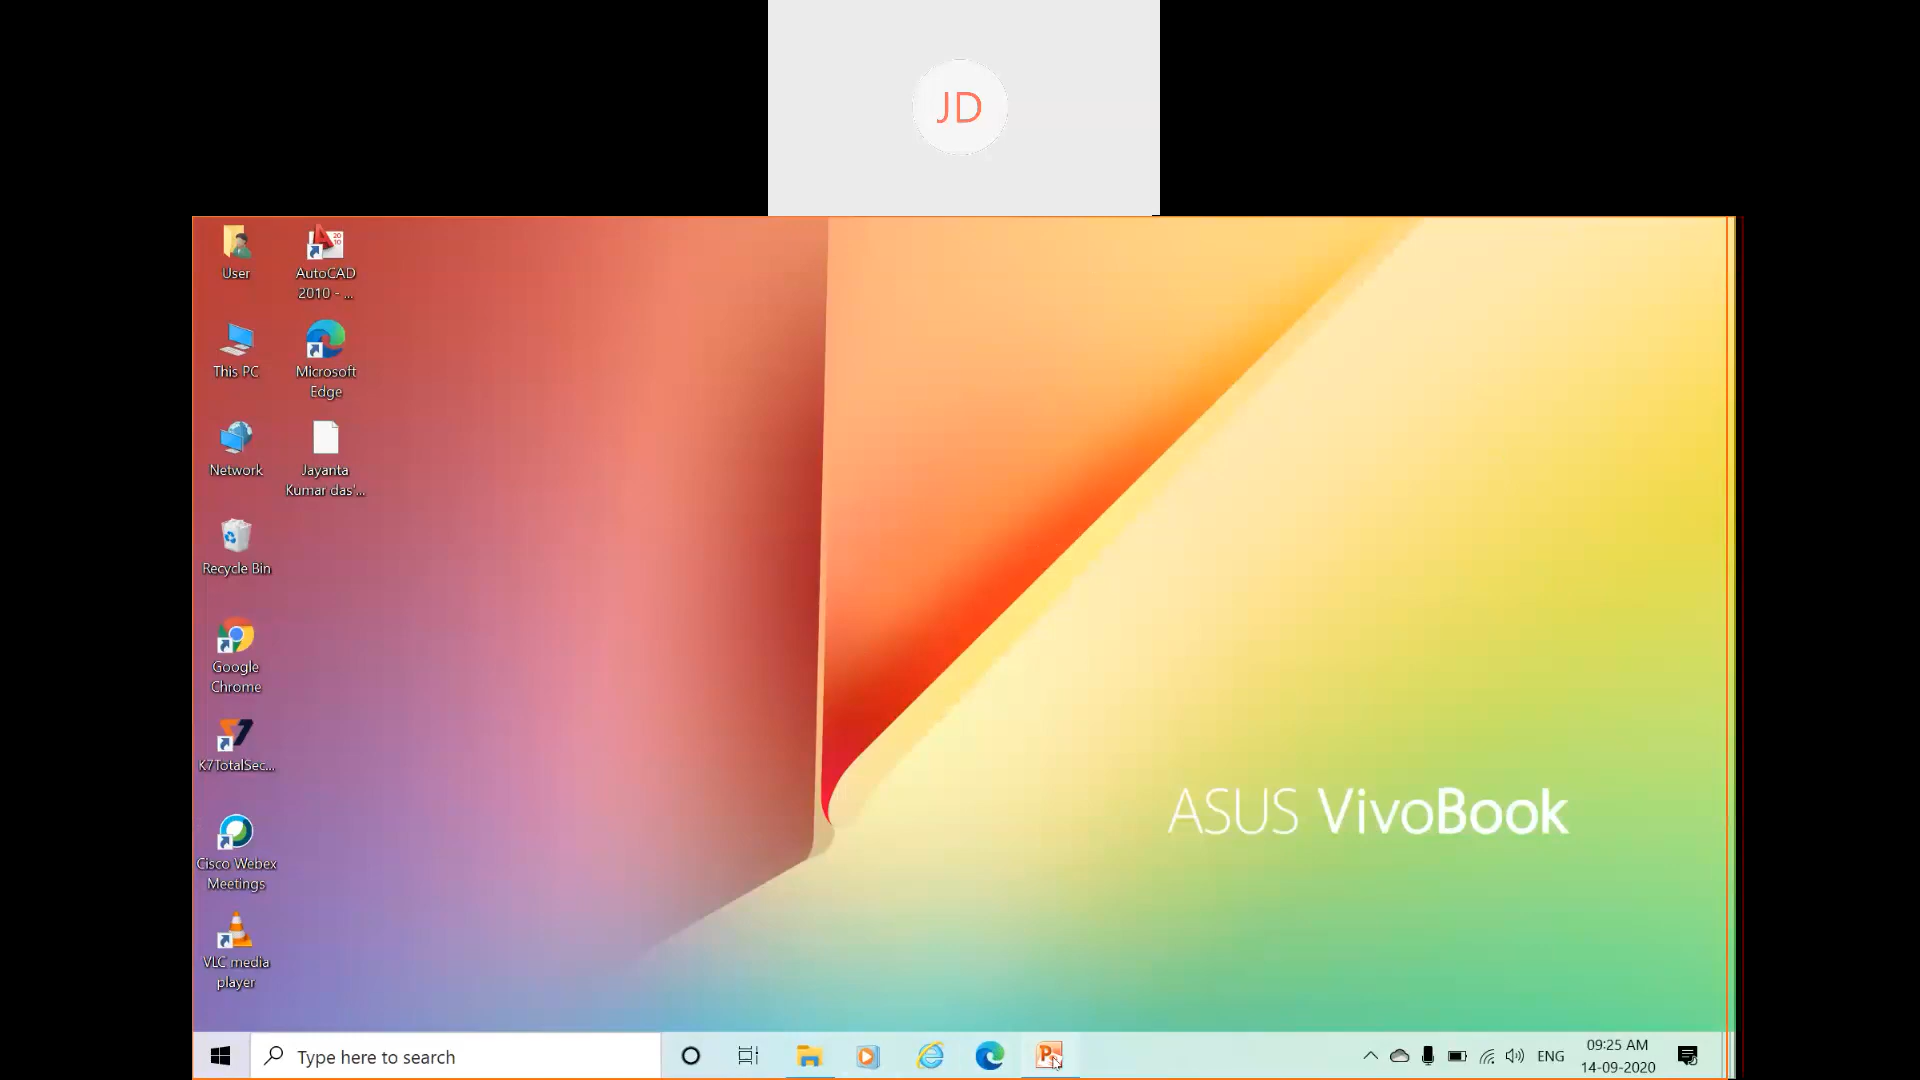 JD
User
AutoCAD
2010 - ...
This PC
Microsoft
Edge
Network
Jayanta
Kumar das'...
Recycle Bin
Google
Chrome
K7TotalSec...
Cisco Webex
Meetings
VLC media
player
ASUS VivoBook
Type here to search
ENG
09:25 AM
14-09-2020